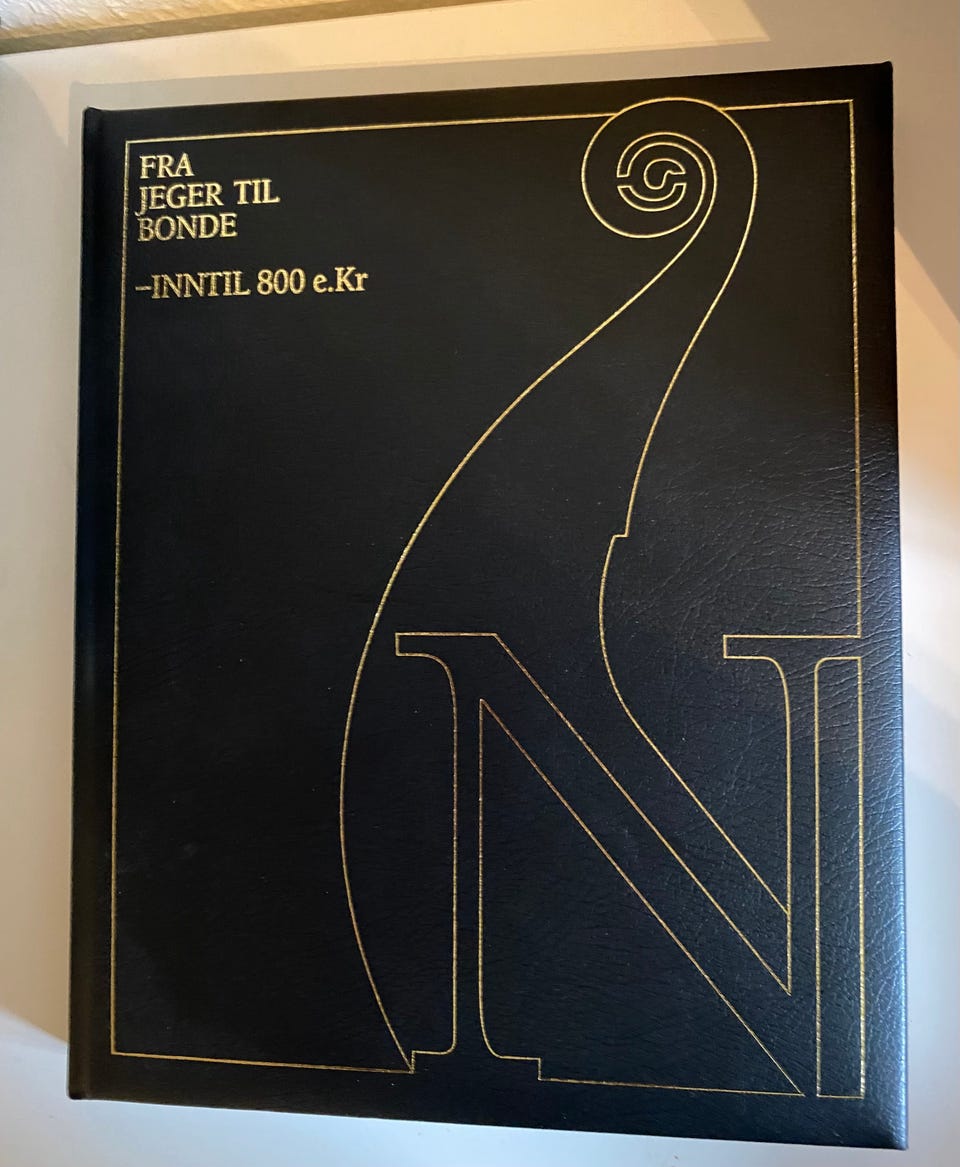 FRA
JEGER TIL
BONDE
–INNTIL 800 e.Kr
N